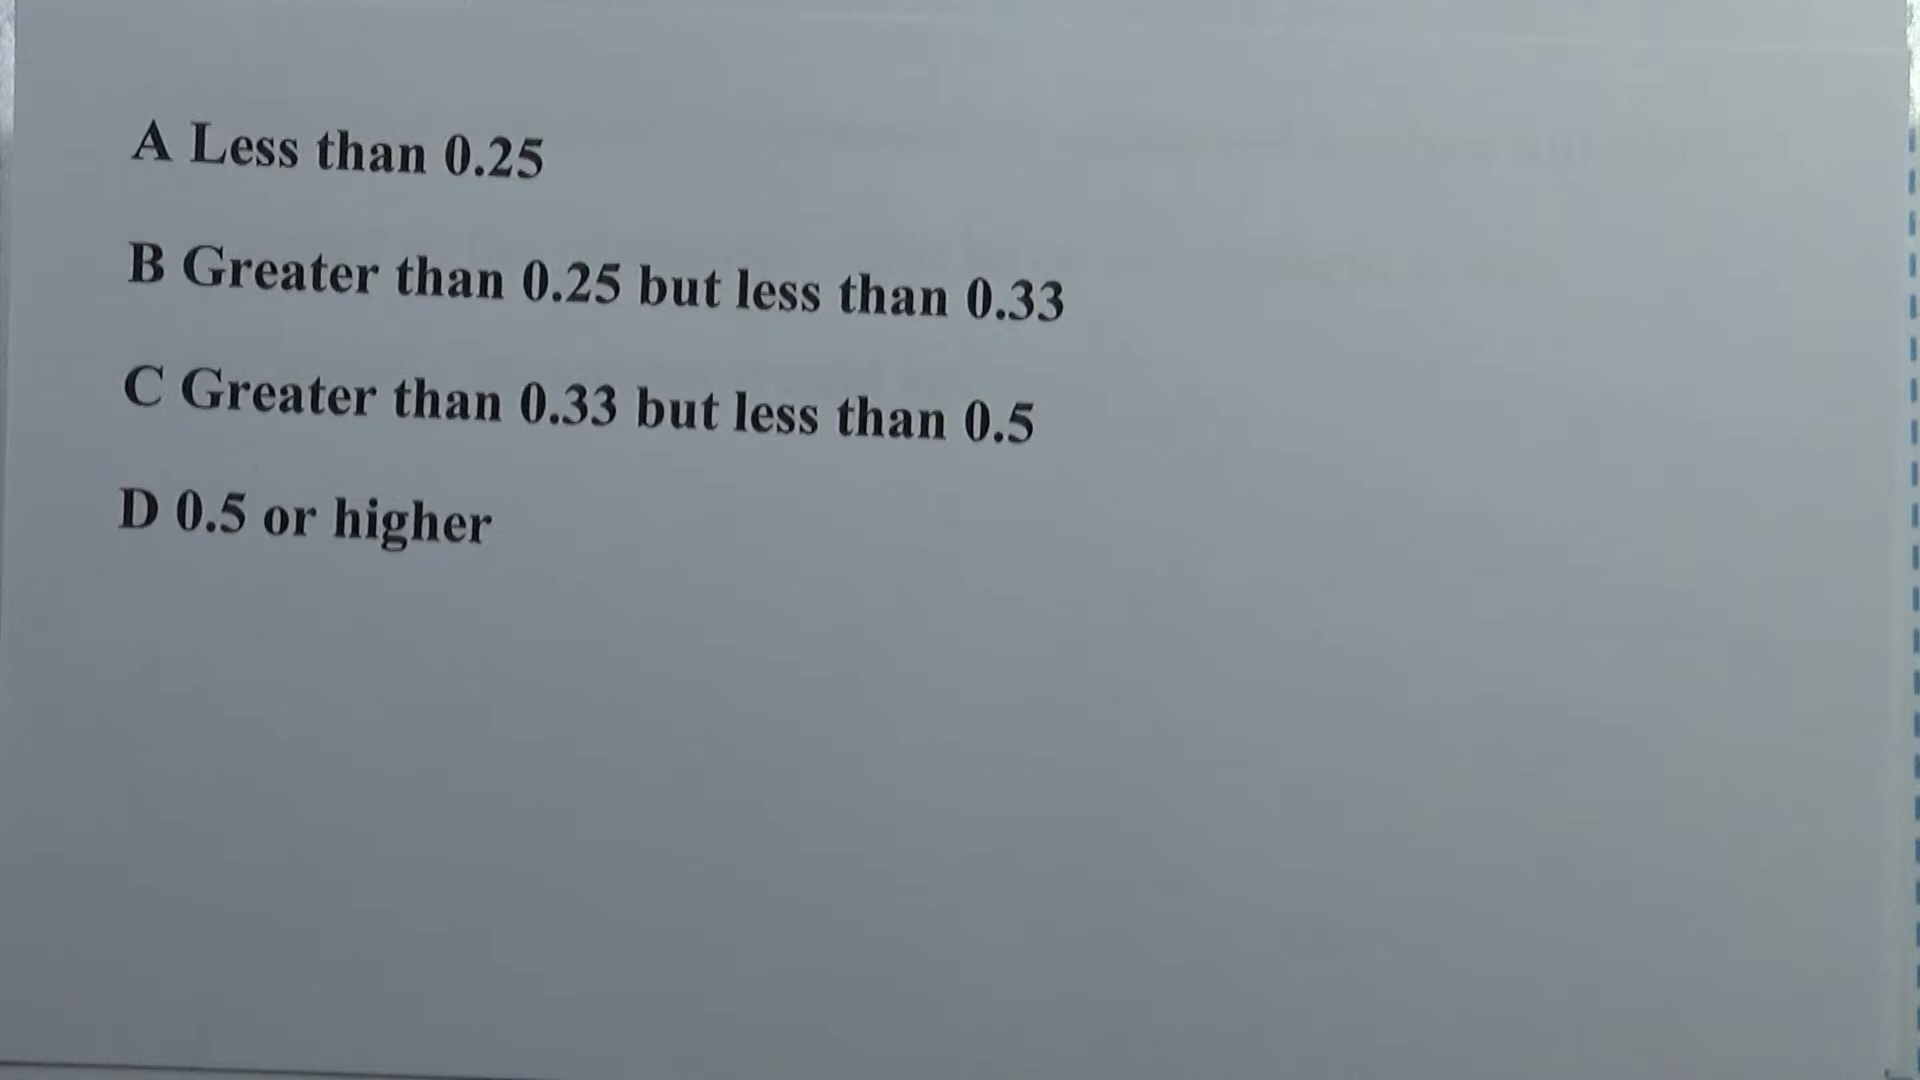 A Less than 0.25
B Greater than 0.25 but less than 0.33
C Greater than 0.33 but less than 0.5
D 0.5 or higher